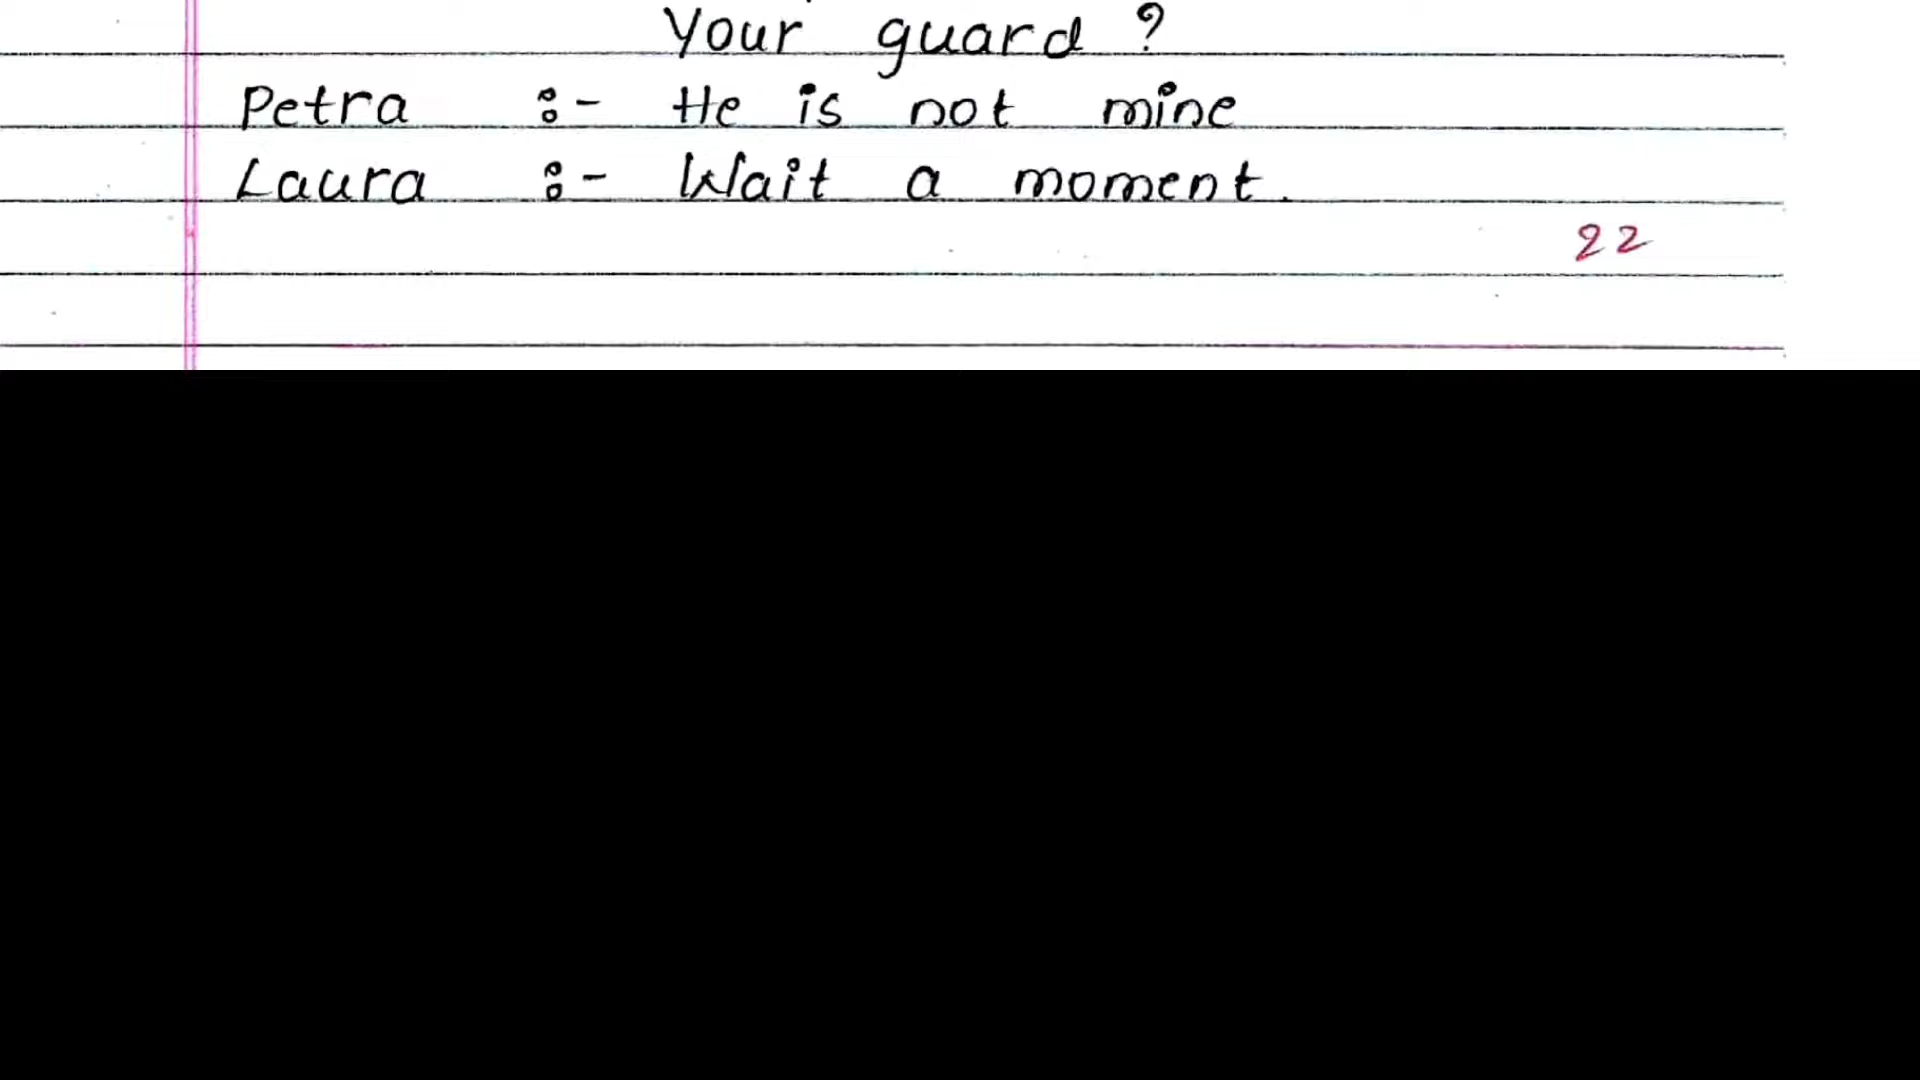 Your guard ?
Petra :- He is not mine
Laura :- Wait a moment.
22